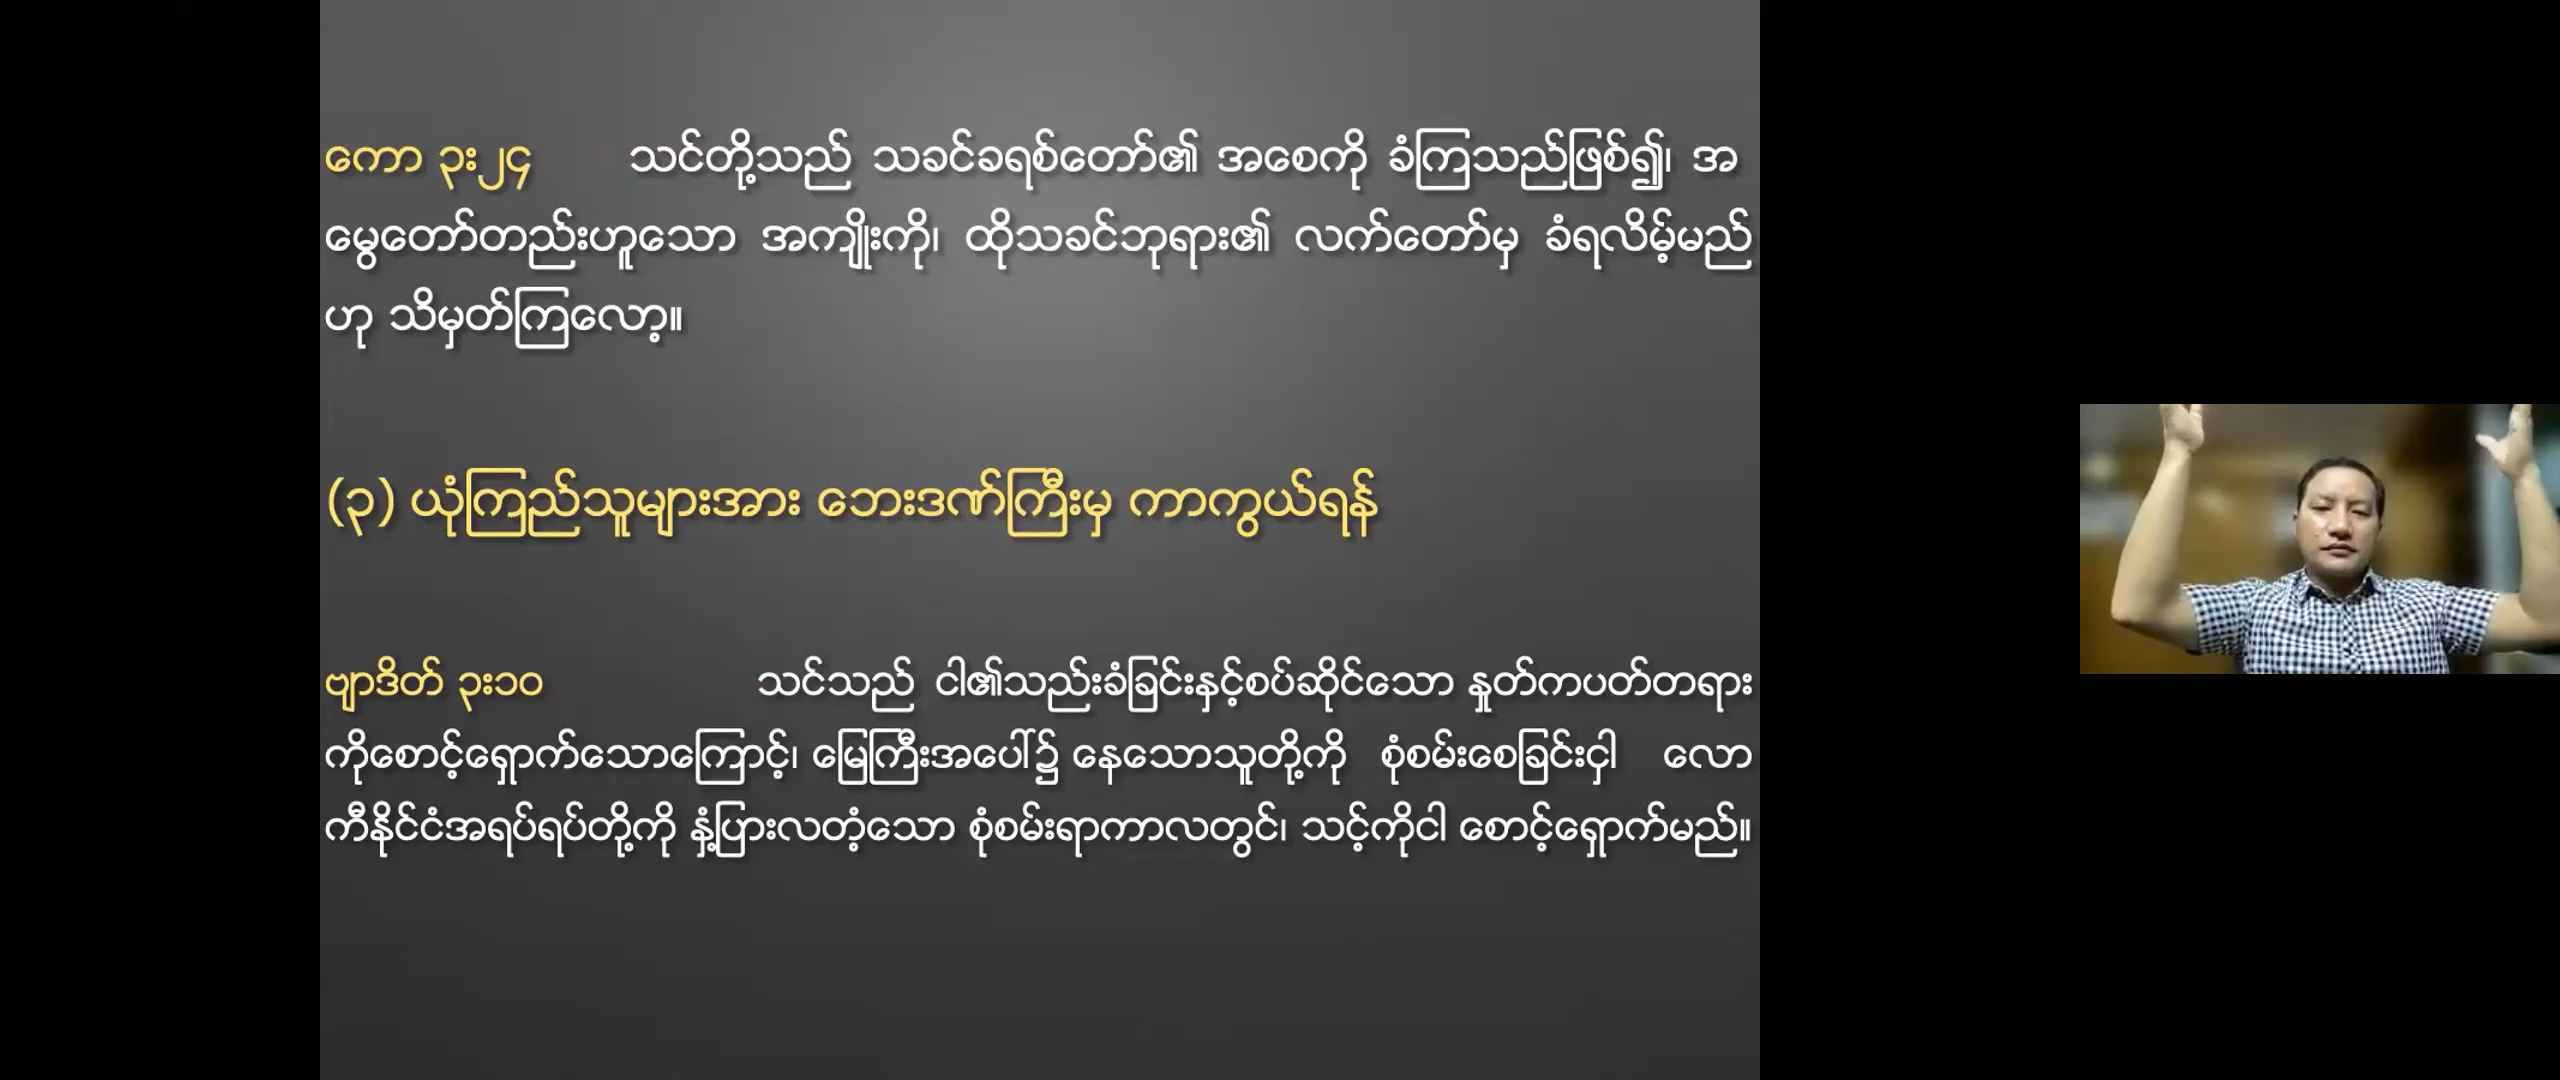 ကော ၃း၂၄ သင်တို့သည် သခင်ခရစ်တော်၏ အစေကို ခံကြသည်ဖြစ်၍၊ အ
မွေတော်တည်းဟူသော အကျိုးကို၊ ထိုသခင်ဘုရား၏ လက်တော်မှ ခံရလိမ့်မည်
ဟု သိမှတ်ကြလော့။
(၃) ယုံကြည်သူများအား ဘေးဒဏ်ကြီးမှ ကာကွယ်ရန်
ဗျာဒိတ် ၃း၁၀ သင်သည် ငါ၏သည်းခံခြင်းနှင့်စပ်ဆိုင်သော နှုတ်ကပတ်တရား
ကိုစောင့်ရှောက်သောကြောင့်၊ မြေကြီးအပေါ်၌ နေသောသူတို့ကို စုံစမ်းစေခြင်းငှါ လော
ကီနိုင်ငံအရပ်ရပ်တို့ကို နှံ့ပြားလတံ့သော စုံစမ်းရာကာလတွင်၊ သင့်ကိုငါ စောင့်ရှောက်မည်။